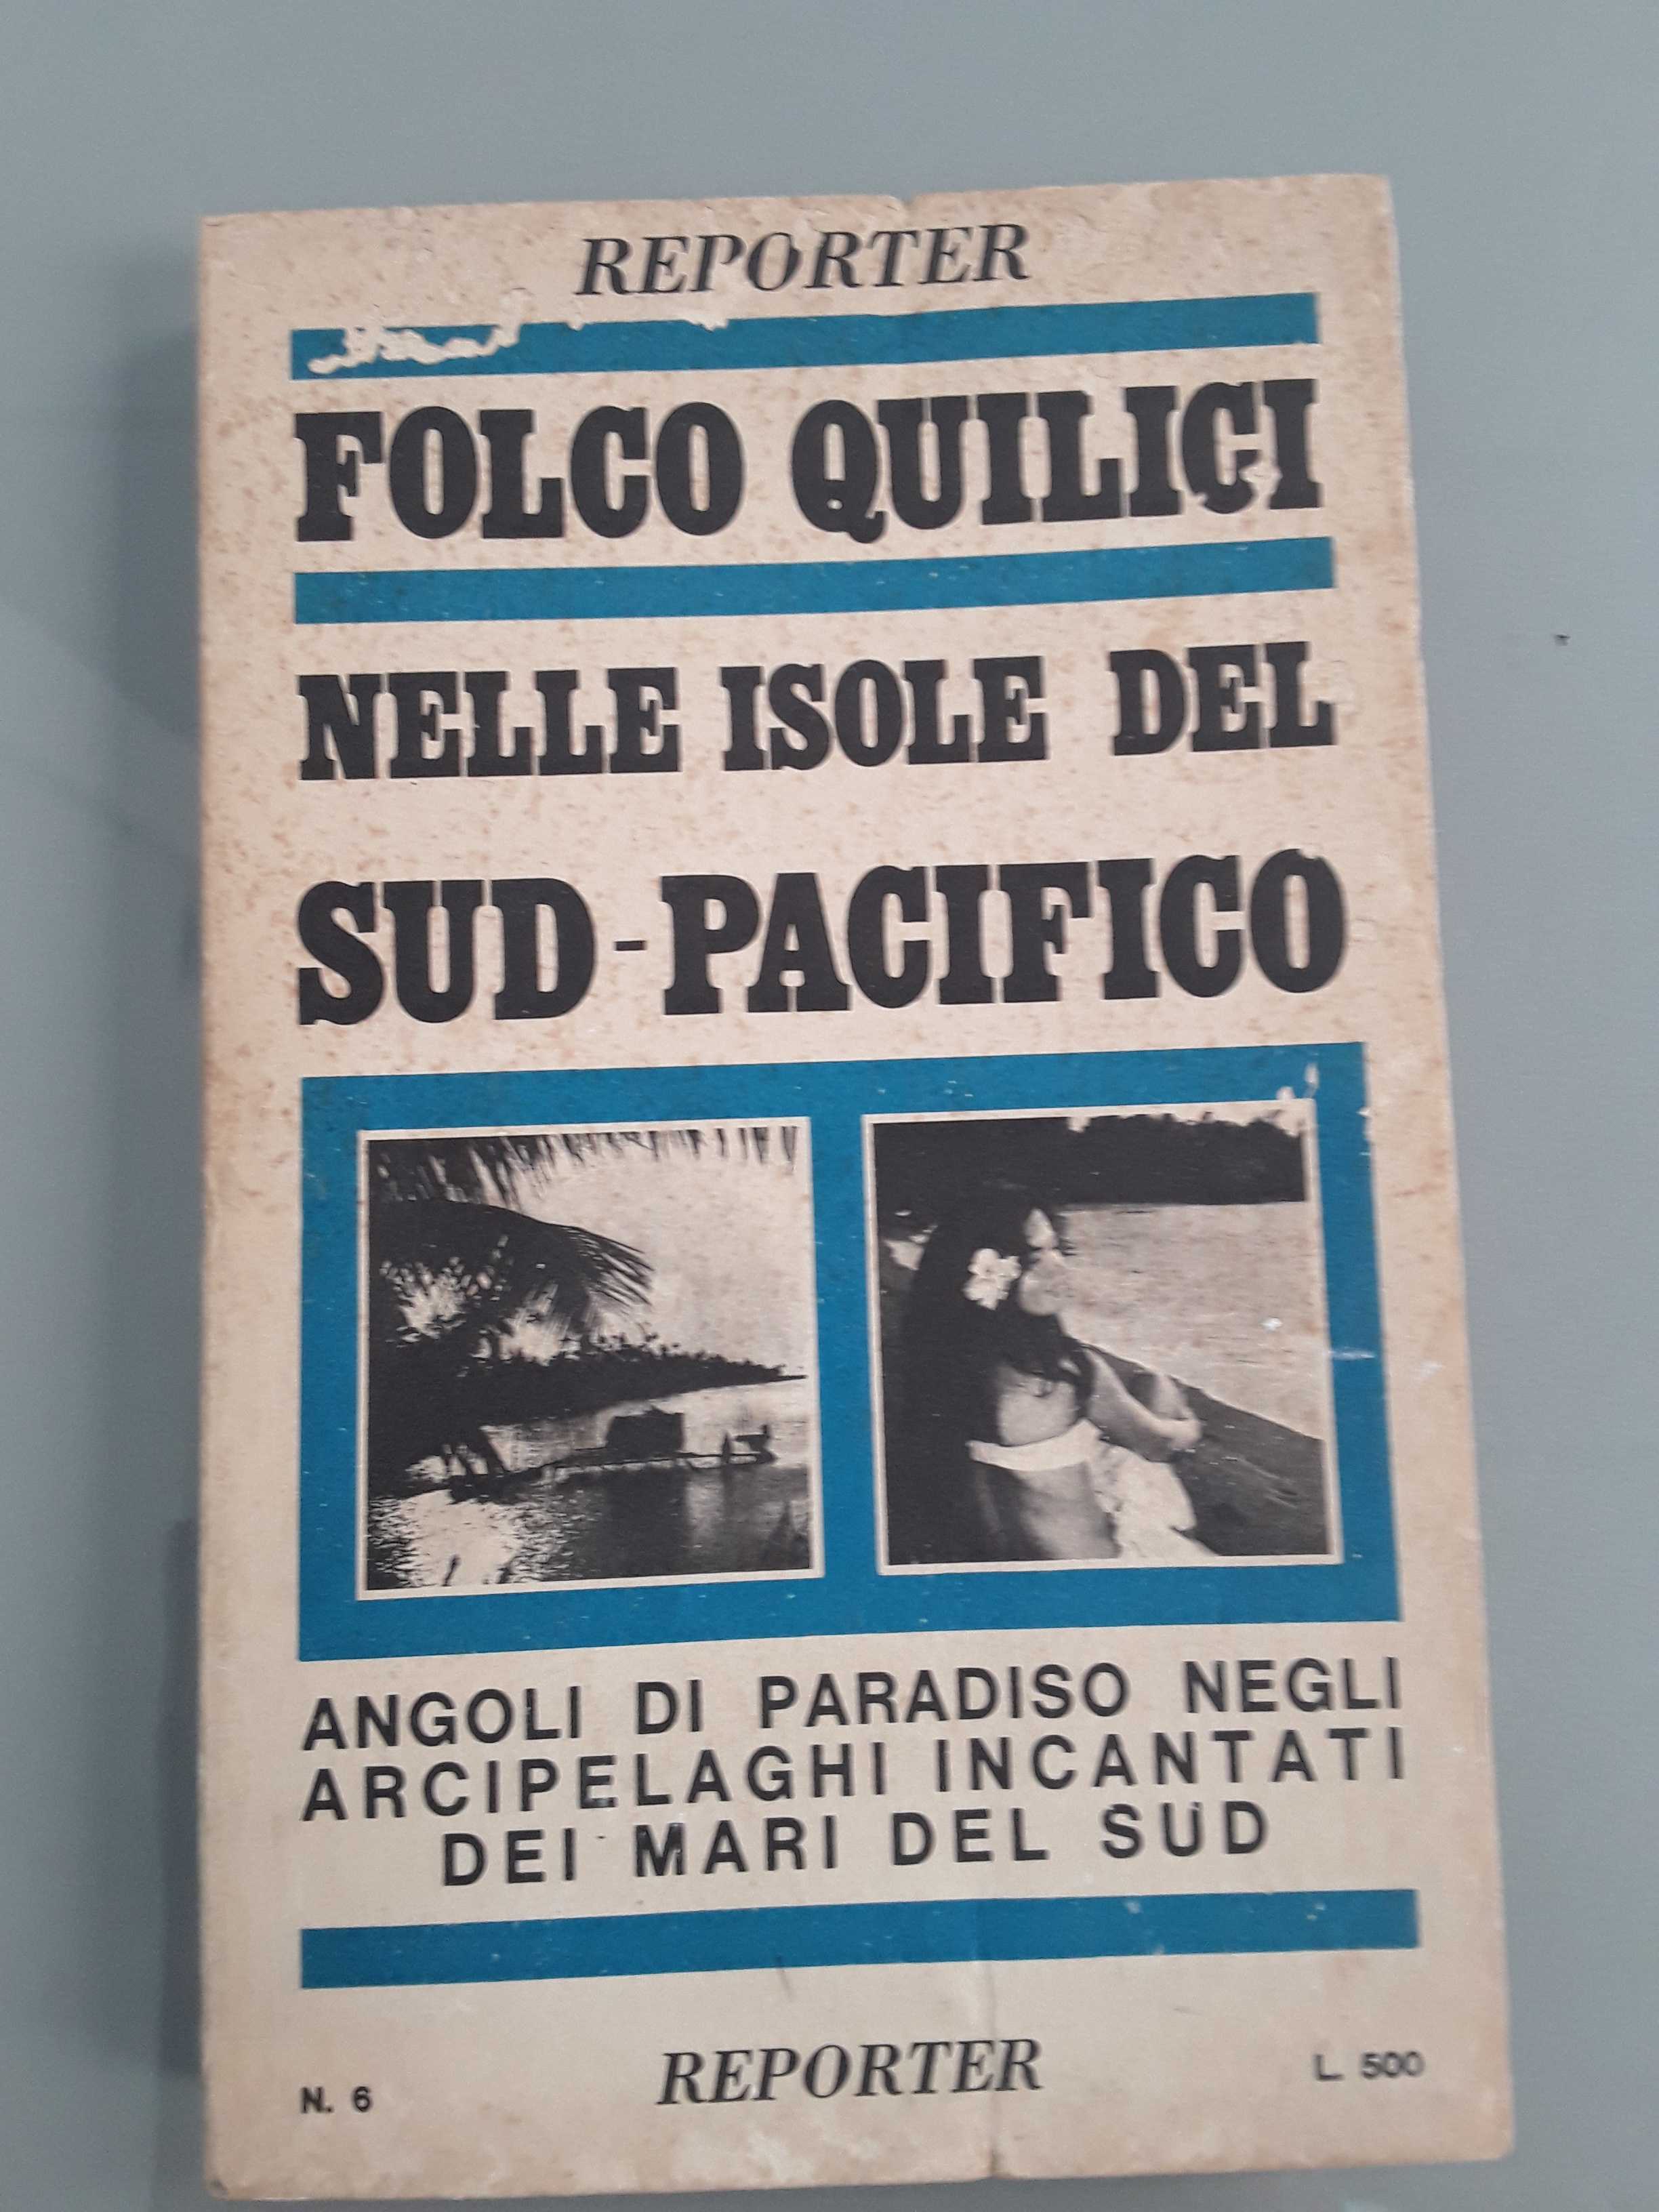 REPORTER
FOLCO QUILICI
NELLE ISOLE DEL
SUD-PACIFICO
ANGOLI DI PARADISO NEGLI
ARCIPELAGHI INCANTATI
DEI MARI DEL SUD
N. 6
REPORTER
L. 500